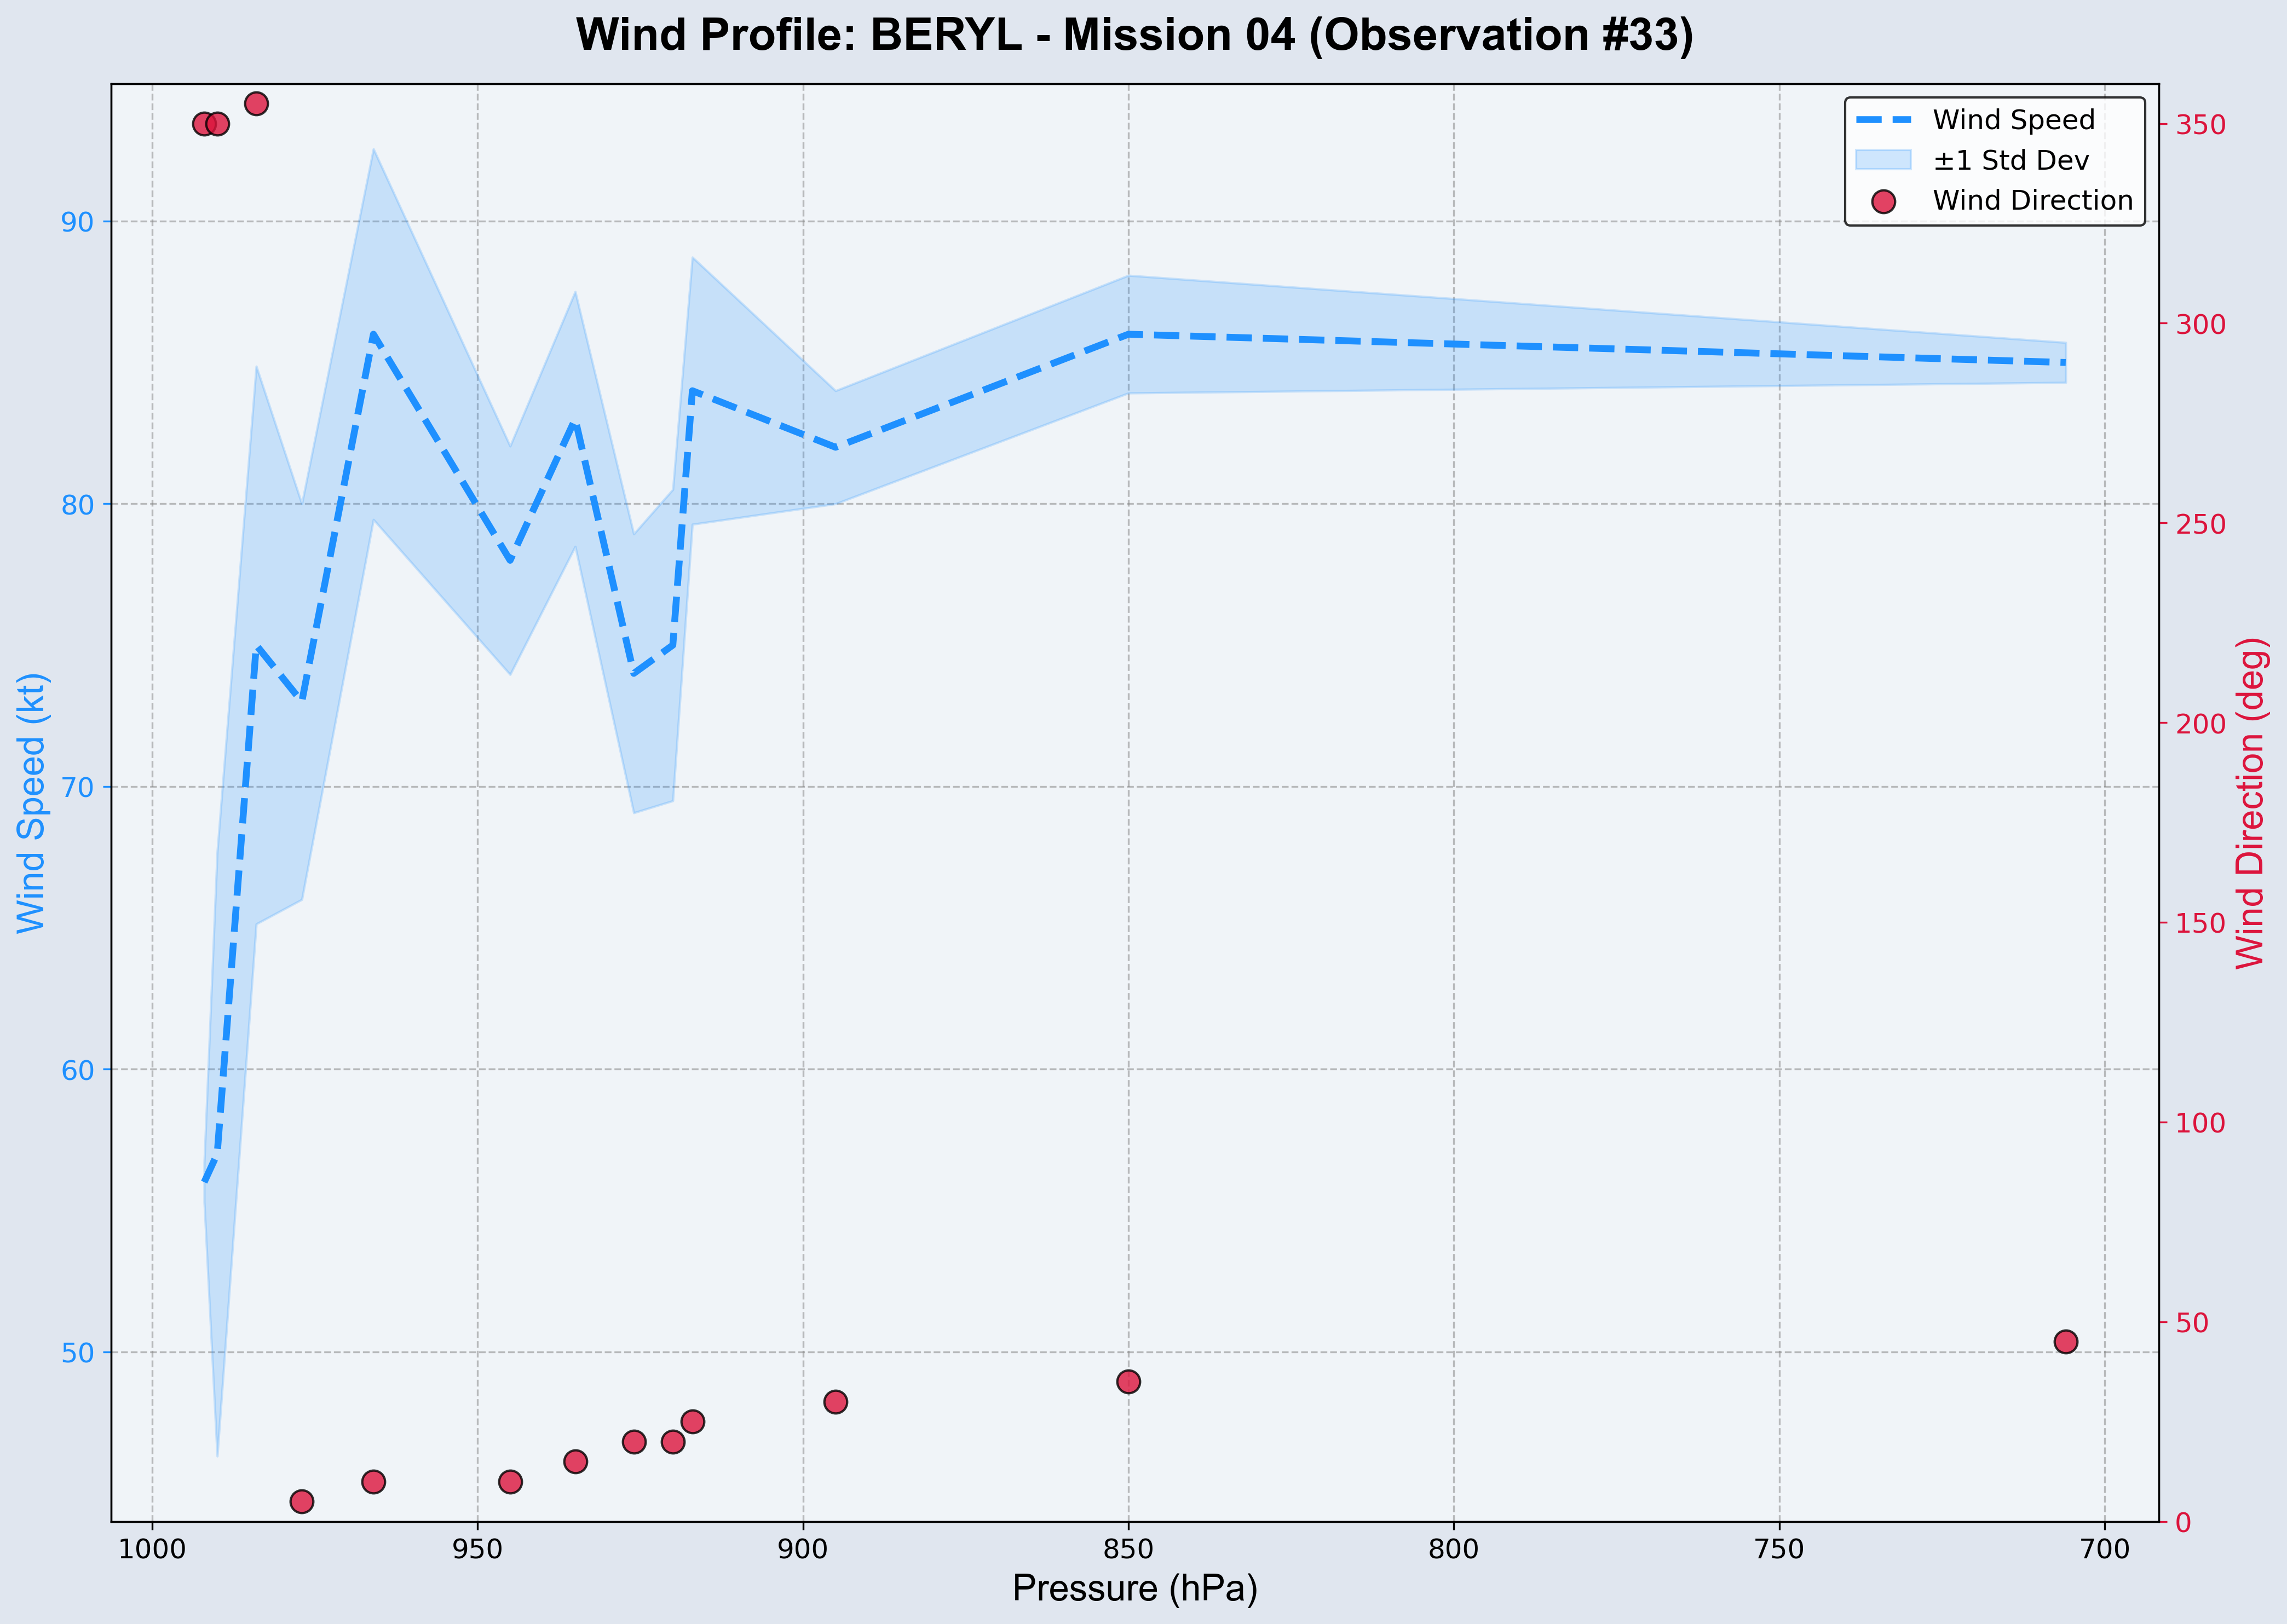 Wind Profile: BERYL - Mission 04 (Observation #33)
Wind Speed
±1 Std Dev
Wind Direction
90
80
70
60
50
Wind Speed (kt)
350
300
250
200
150
100
50
0
Wind Direction (deg)
1000
950
900
850
800
750
700
Pressure (hPa)